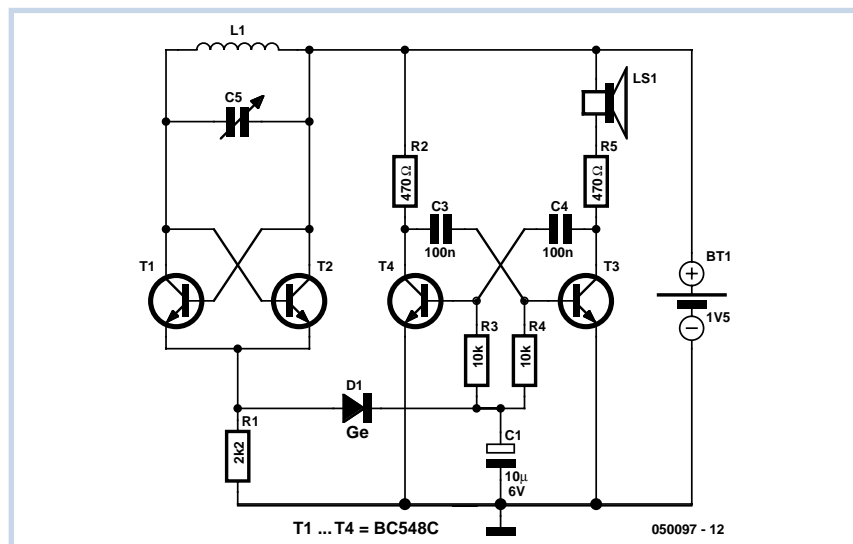 L1
C5
LS1
R2
470Ω
R5
470Ω
C3
100n
C4
100n
T1
T2
T4
T3
BT1
1V5
R3
10k
R4
10k
D1
Ge
R1
2k2
C1
10µ
6V
T1 ... T4 = BC548C
050097 - 12